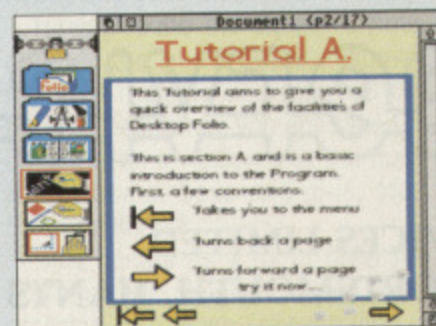 Document1 (p2/17)
Folio
Tutorial A.
This Tutorial aims to give you a
quick overview of the facilities of
Desktop Folio.
This is section A and is a basic
introduction to the Program.
First, a few conventions.
Takes you to the menu
Turns back a page
Turns forward a page
try it now...